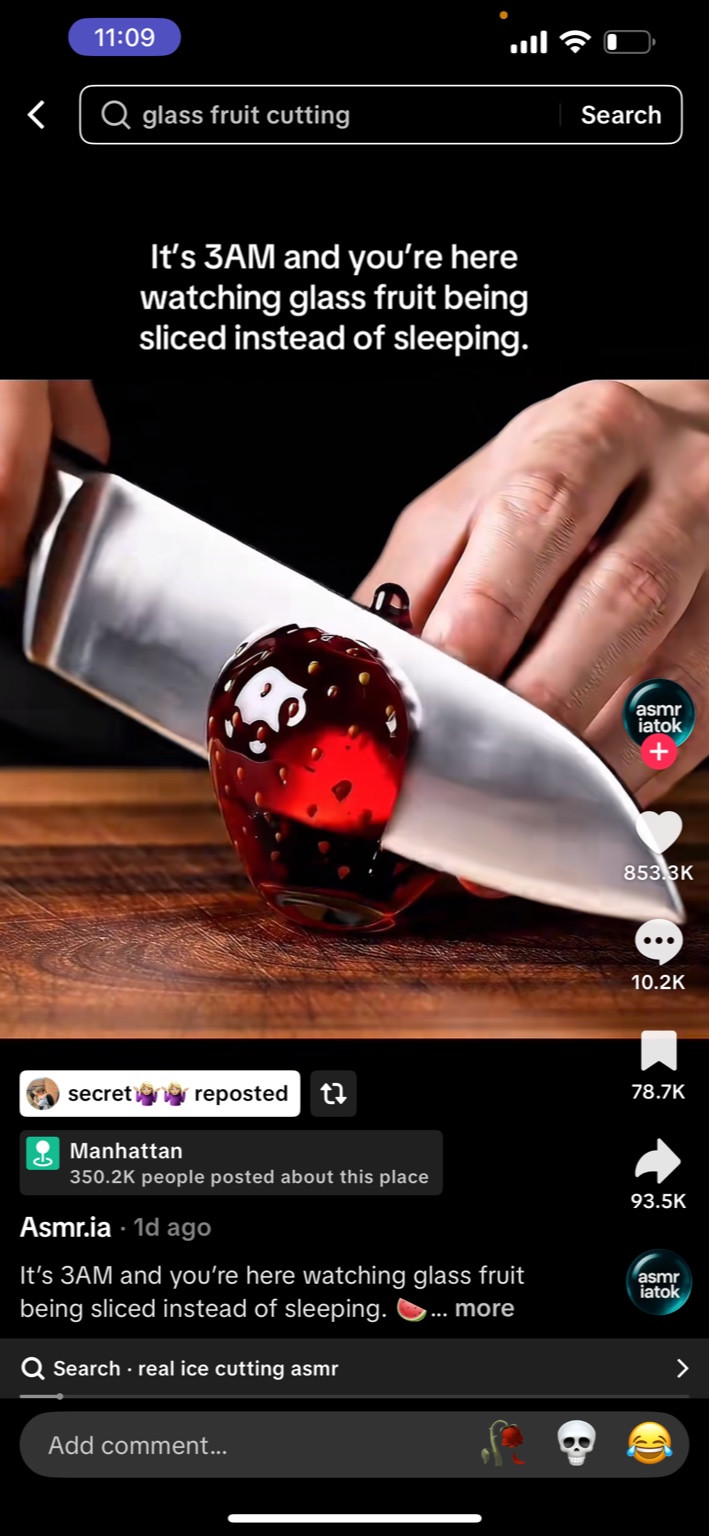 11:09
glass fruit cutting
Search
It’s 3AM and you’re here
watching glass fruit being
sliced instead of sleeping.
asmr
iatok
853.3K
10.2K
78.7K
93.5K
secret🤷🏼‍♀️🤷🏼‍♀️ reposted
Manhattan
350.2K people posted about this place
Asmr.ia · 1d ago
It’s 3AM and you’re here watching glass fruit
being sliced instead of sleeping. 🍉... more
asmr
iatok
Search · real ice cutting asmr
Add comment...